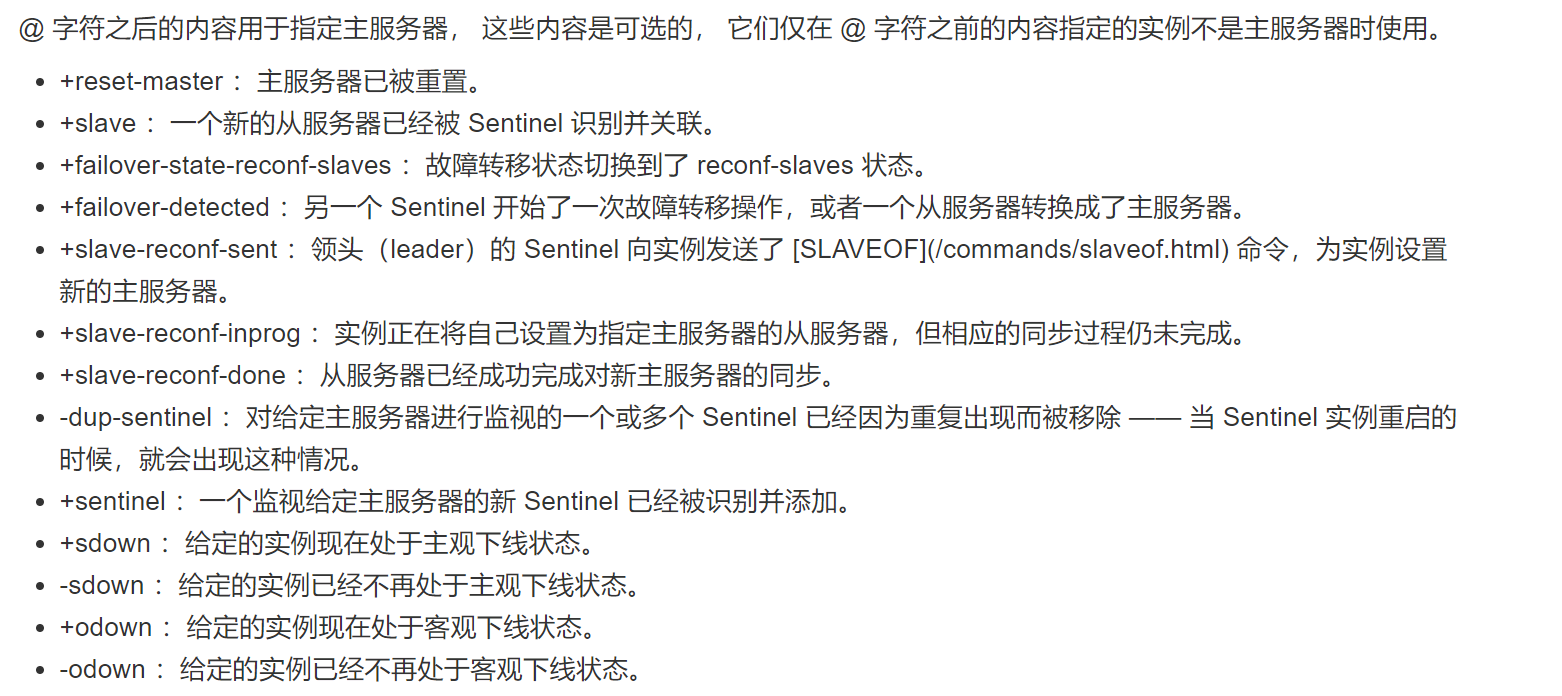 @ 字符之后的内容用于指定主服务器， 这些内容是可选的， 它们仅在 @ 字符之前的内容指定的实例不是主服务器时使用。
• +reset-master ：主服务器已被重置。
• +slave ：一个新的从服务器已经被 Sentinel 识别并关联。
• +failover-state-reconf-slaves ：故障转移状态切换到了 reconf-slaves 状态。
• +failover-detected ：另一个 Sentinel 开始了一次故障转移操作，或者一个从服务器转换成了主服务器。
• +slave-reconf-sent ：领头（leader）的 Sentinel 向实例发送了 [SLAVEOF](/commands/slaveof.html) 命令，为实例设置
新的主服务器。
• +slave-reconf-inprog ：实例正在将自己设置为指定主服务器的从服务器，但相应的同步过程仍未完成。
• +slave-reconf-done ：从服务器已经成功完成对新主服务器的同步。
• -dup-sentinel ：对给定主服务器进行监视的一个或多个 Sentinel 已经因为重复出现而被移除 —— 当 Sentinel 实例重启的
时候，就会出现这种情况。
• +sentinel ：一个监视给定主服务器的新 Sentinel 已经被识别并添加。
• +sdown ：给定的实例现在处于主观下线状态。
• -sdown ：给定的实例已经不再处于主观下线状态。
• +odown ：给定的实例现在处于客观下线状态。
• -odown ：给定的实例已经不再处于客观下线状态。